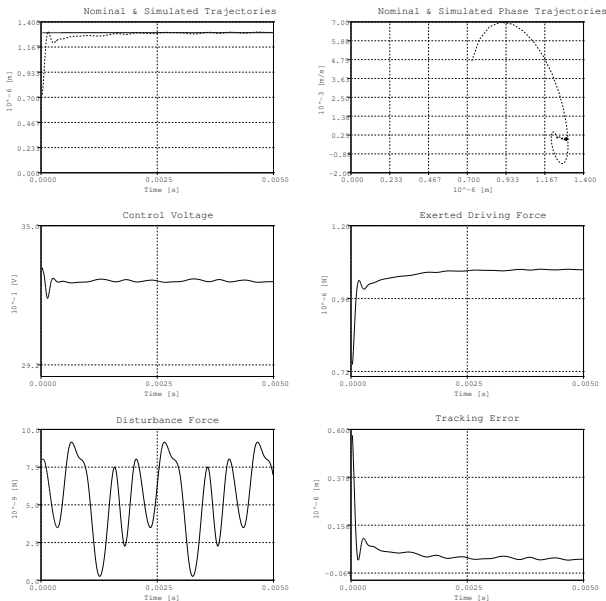 Nominal & Simulated Trajectories
1.400
1.167
0.933
0.700
0.467
0.233
0.000
10^-6 [m]
0.0000 0.0025 0.0050
Time [s]
Nominal & Simulated Phase Trajectories
7.00
5.88
4.75
3.63
2.50
1.38
0.25
10^-3 [m/s]
0.000 0.233 0.467 0.700 0.933 1.167 1.400
10^-6 [m]
Control Voltage
35.0
29.2
10^-1 [V]
0.0000 0.0025 0.0050
Time [s]
Exerted Driving Force
1.20
0.96
0.72
10^-6 [N]
0.0000 0.0025 0.0050
Time [s]
Disturbance Force
10.0
7.5
5.0
2.5
0.0
10^-9 [N]
0.0000 0.0025 0.0050
Time [s]
Tracking Error
0.600
0.378
0.156
10^-6 [m]
0.0000 0.0025 0.0050
Time [s]